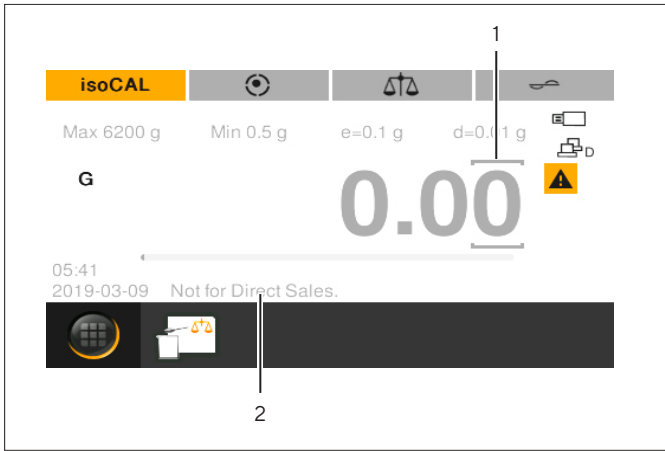 1
isoCAL
Max 6200 g Min 0.5 g e=0.1 g d=0.01 g
D
G 0.00
05:41
2019-03-09 Not for Direct Sales.
2